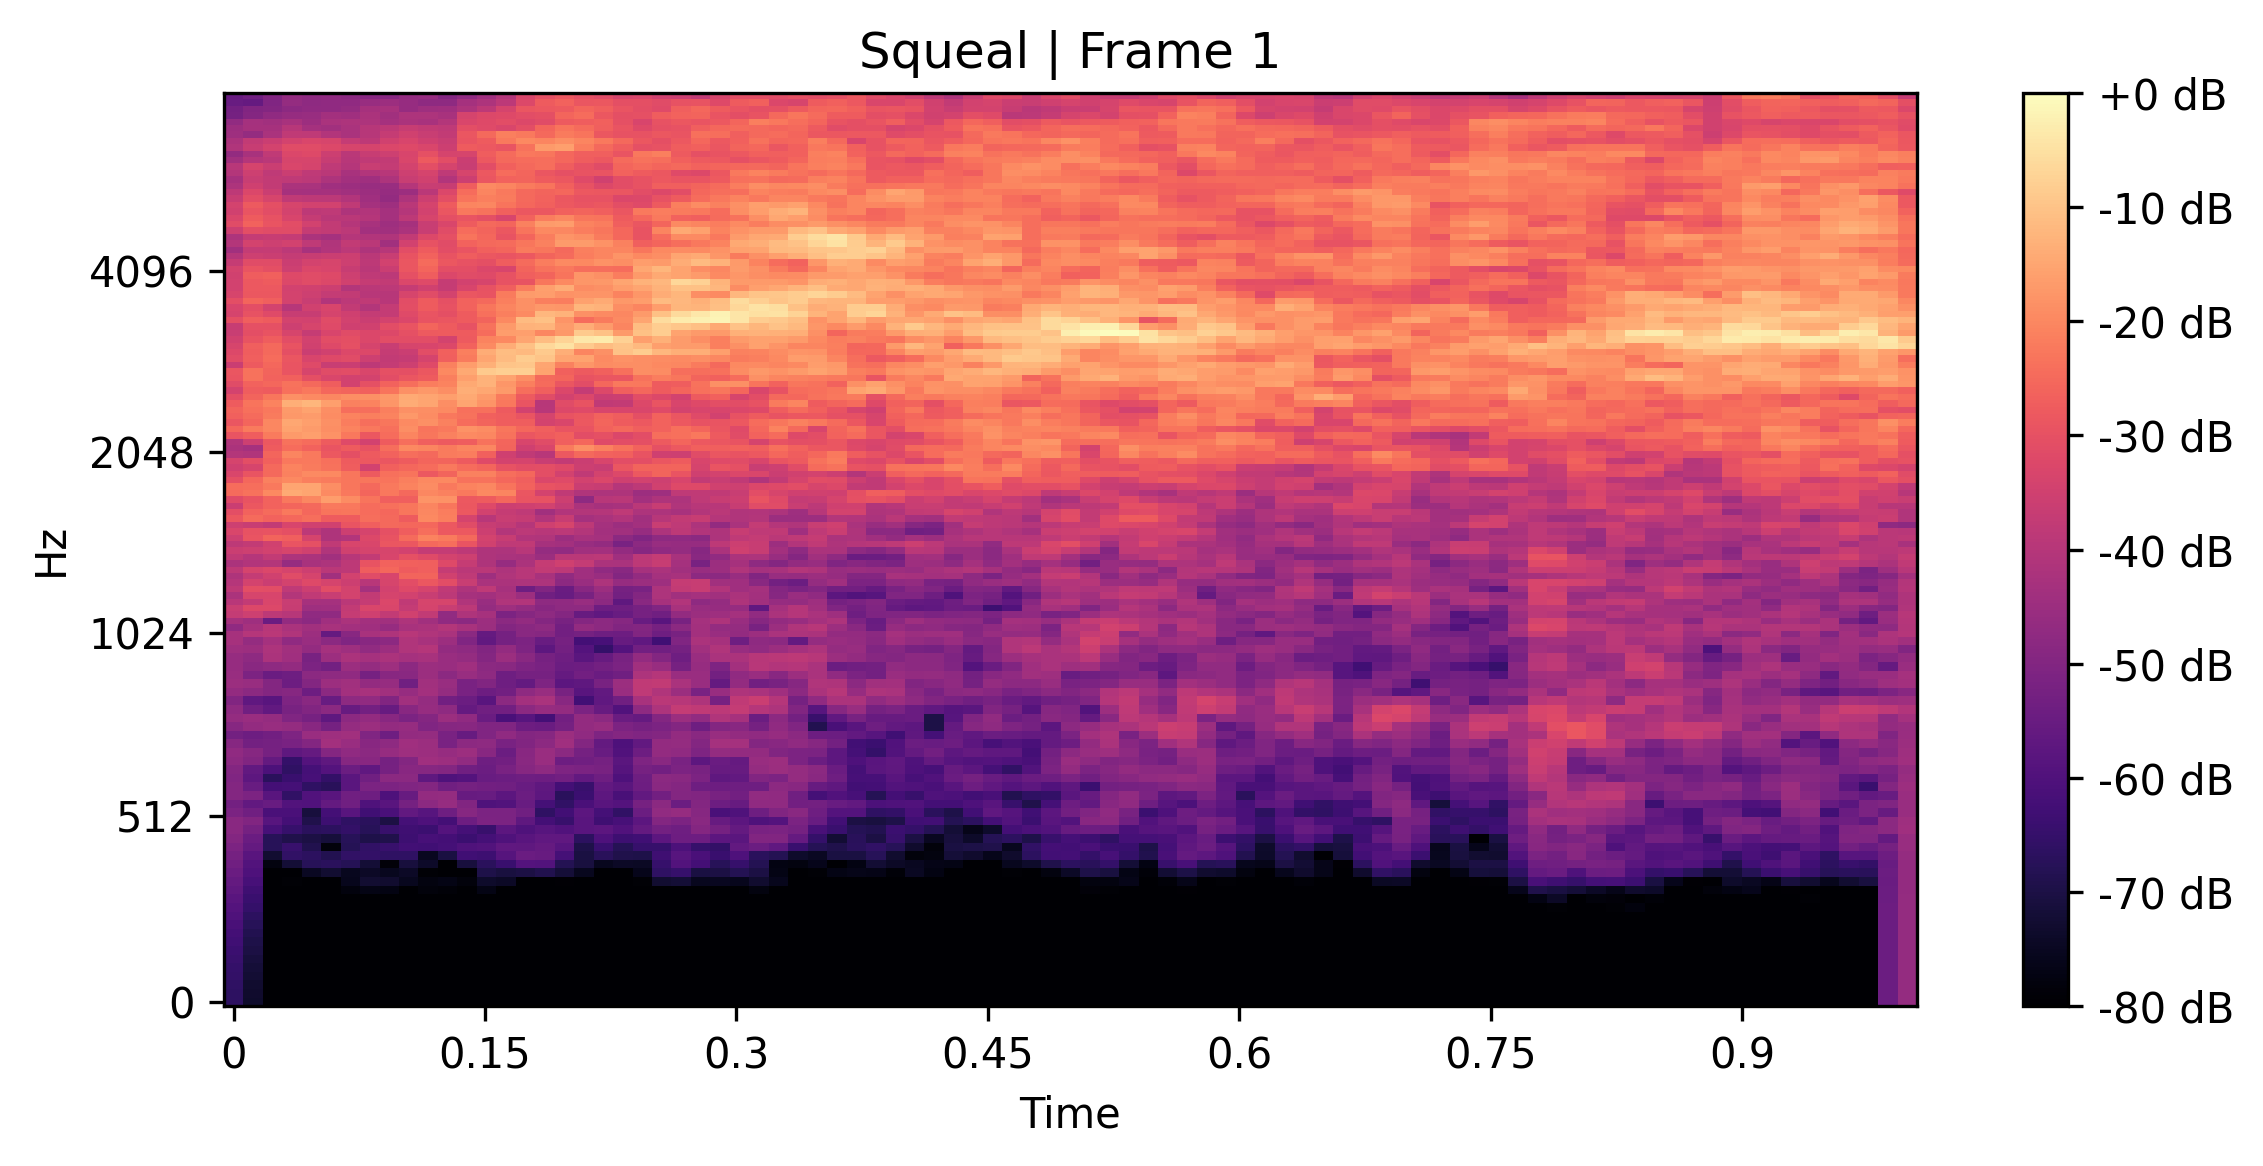 Squeal | Frame 1
Hz
4096
2048
1024
512
0
0
0.15
0.3
0.45
0.6
0.75
0.9
Time
+0 dB
-10 dB
-20 dB
-30 dB
-40 dB
-50 dB
-60 dB
-70 dB
-80 dB